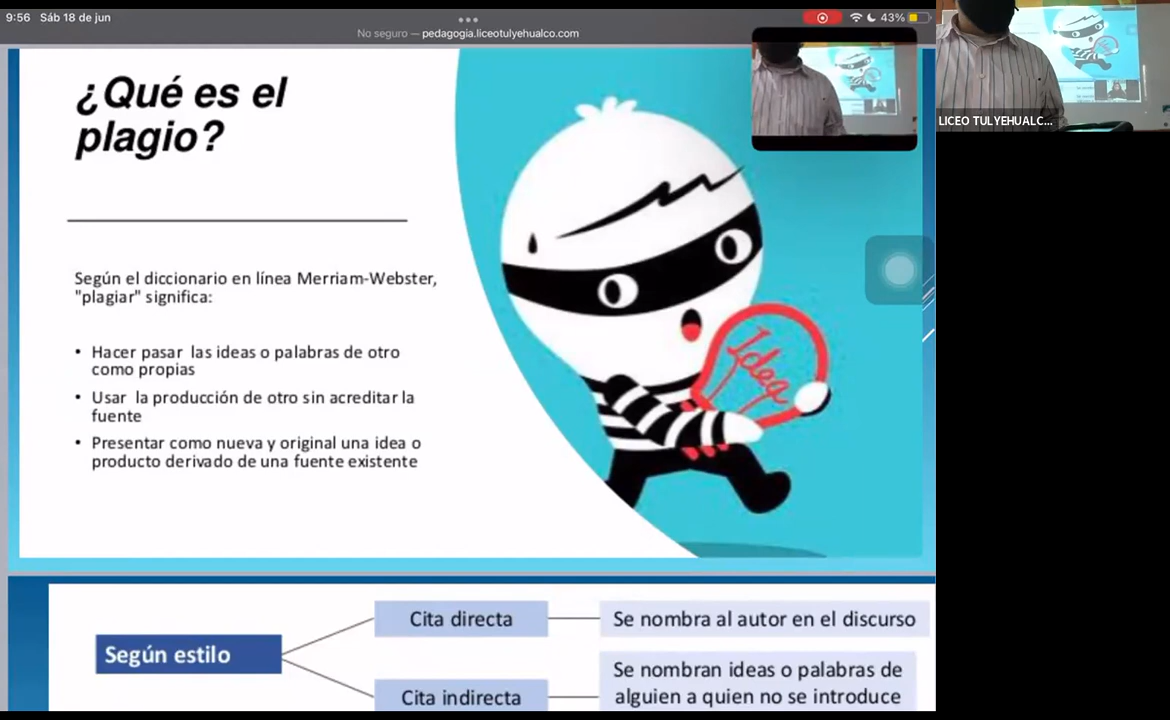 9:56 Sáb 18 de jun
43%
No seguro — pedagogia.liceotulyehualco.com
¿Qué es el
plagio?
Según el diccionario en línea Merriam-Webster,
"plagiar" significa:
• Hacer pasar las ideas o palabras de otro
como propias
• Usar la producción de otro sin acreditar la
fuente
• Presentar como nueva y original una idea o
producto derivado de una fuente existente
Idea
LICEO TULYEHUALC...
Según estilo
Cita directa
Se nombra al autor en el discurso
Cita indirecta
Se nombran ideas o palabras de
alguien a quien no se introduce